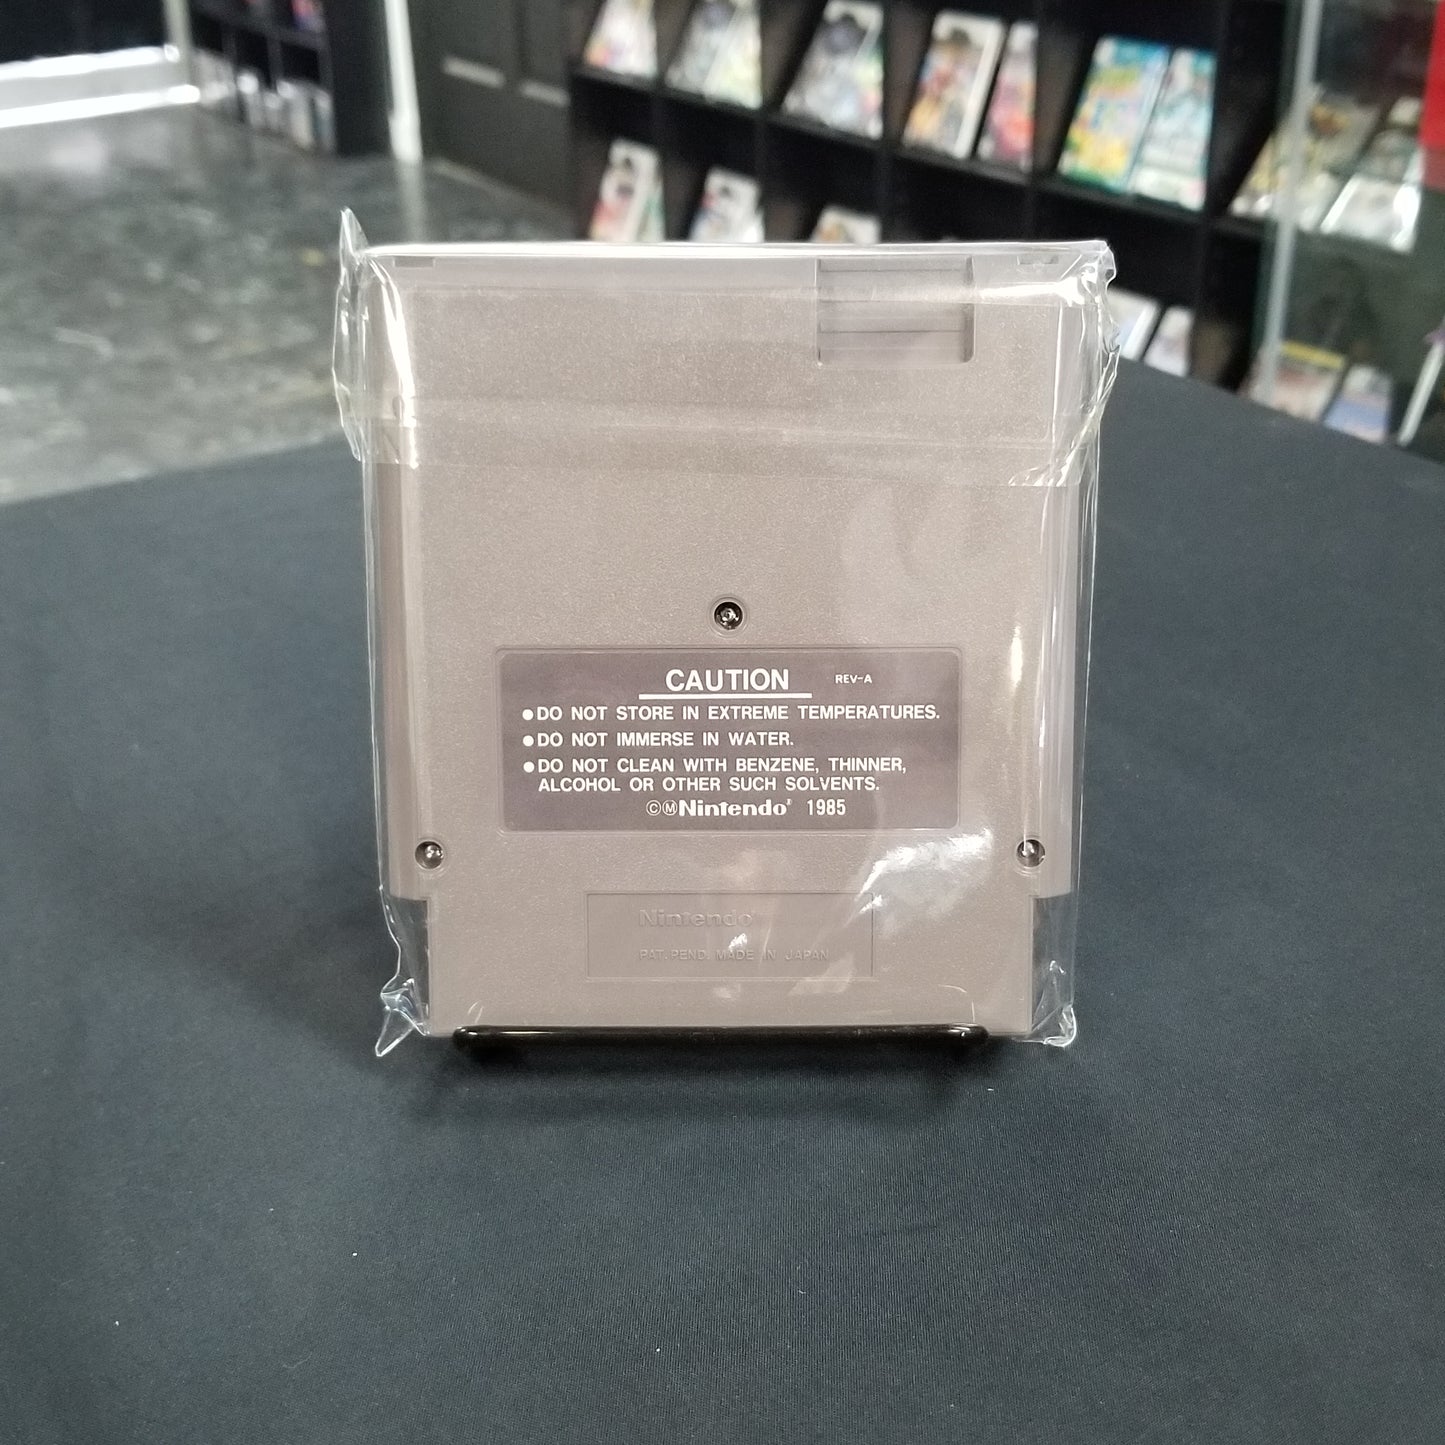 CAUTION REV-A
●DO NOT STORE IN EXTREME TEMPERATURES.
●DO NOT IMMERSE IN WATER.
●DO NOT CLEAN WITH BENZENE, THINNER,
ALCOHOL OR OTHER SUCH SOLVENTS.
©ⓂNintendo® 1985
Nintendo®
PAT. PEND. MADE IN JAPAN